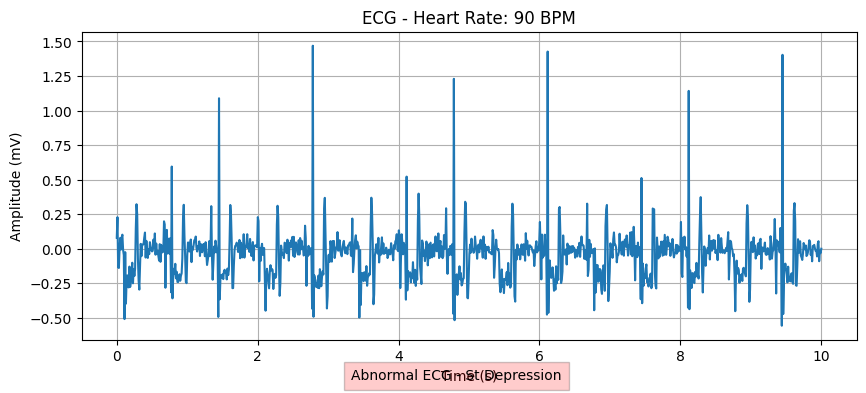 ECG - Heart Rate: 90 BPM
Amplitude (mV)
1.50
1.25
1.00
0.75
0.50
0.25
0.00
−0.25
−0.50
0 2 4 6 8 10
Time (s)
Abnormal ECG - St Depression